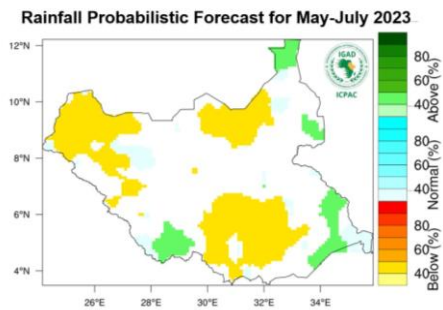 Rainfall Probabilistic Forecast for May-July 2023
12°N
10°N
8°N
6°N
4°N
26°E
28°E
30°E
32°E
34°E
IGAD
ICPAC
80
60
40
80
60
40
80
60
40
Above (%)
Normal (%)
Below (%)